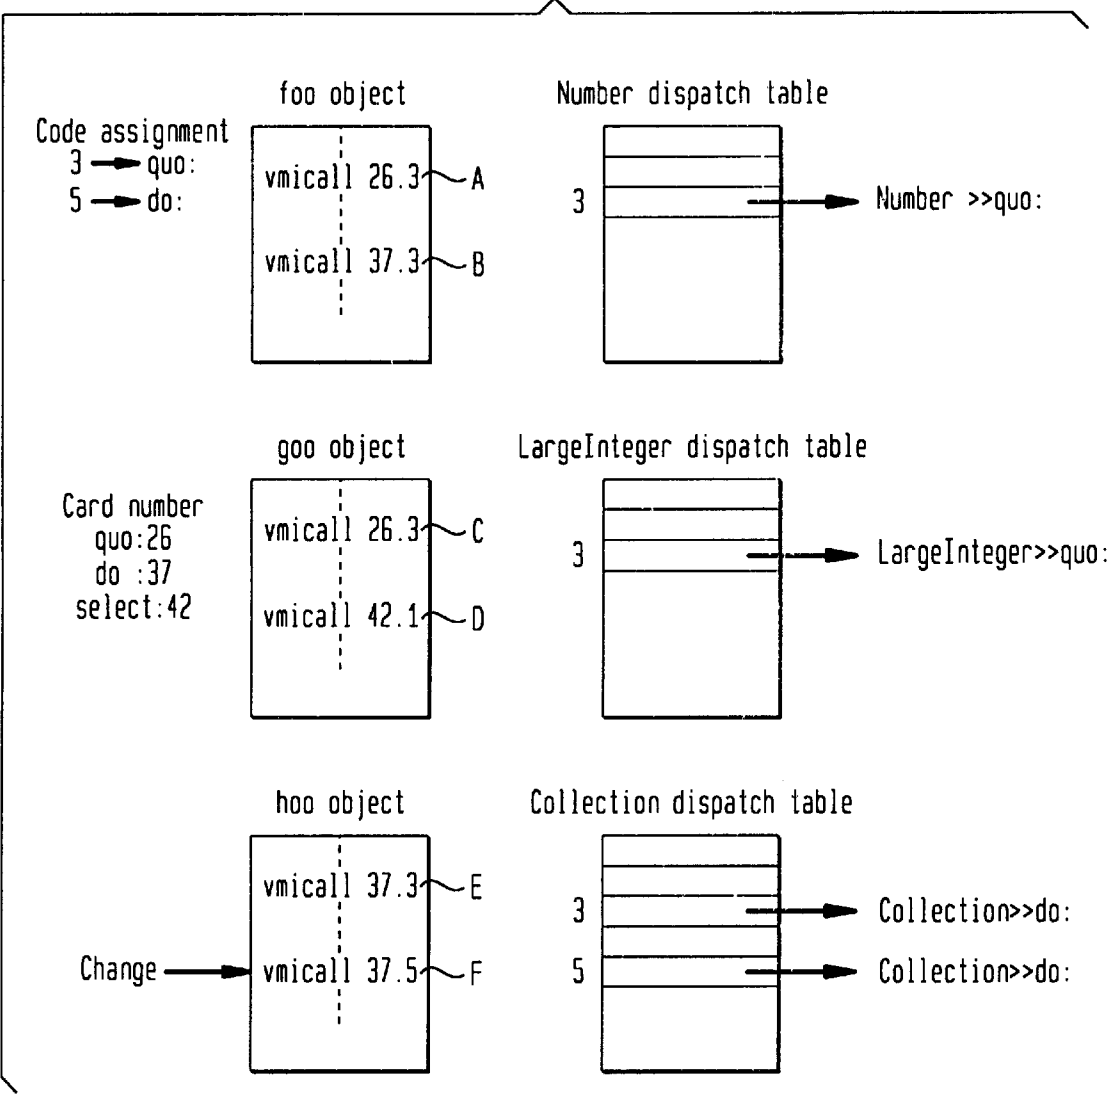 foo object
Number dispatch table
Code assignment
3 → quo:
5 → do:
vmicall 26.3 A
vmicall 37.3 B
3
Number >>quo:
goo object
LargeInteger dispatch table
Card number
quo:26
do :37
select:42
vmicall 26.3 C
vmicall 42.1 D
3
LargeInteger>>quo:
hoo object
Collection dispatch table
vmicall 37.3 E
Change → vmicall 37.5 F
3
Collection>>do:
5
Collection>>do: